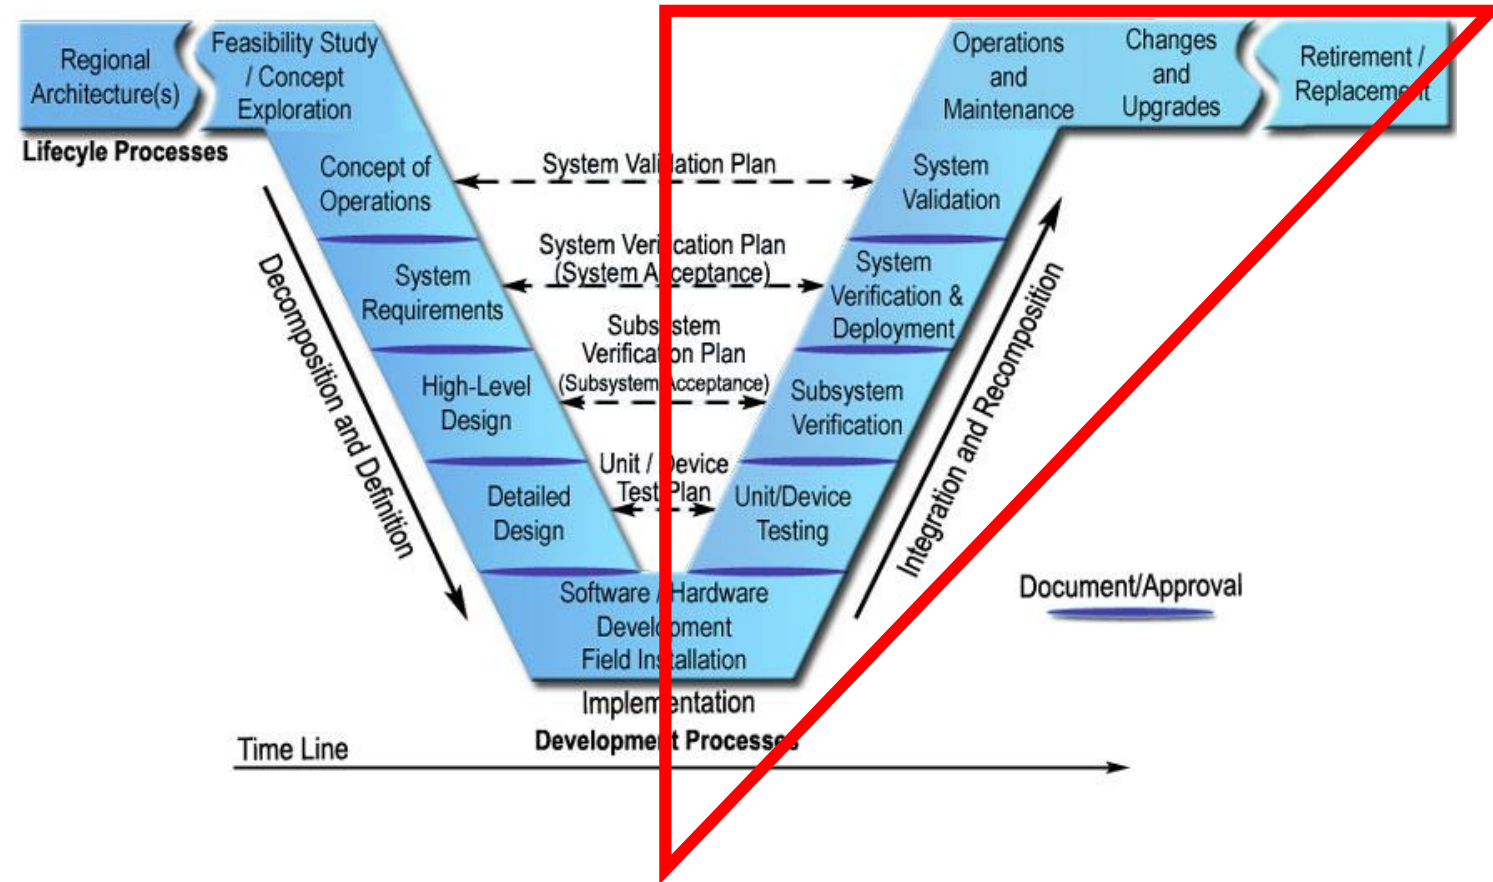 Regional
Architecture(s)
Feasibility Study
/ Concept
Exploration
Lifecyle Processes
Concept of
Operations
System
Requirements
High-Level
Design
Detailed
Design
Decomposition and Definition
Software / Hardware
Development
Field Installation
Implementation
Development Processes
System Validation Plan
System Verification Plan
(System Acceptance)
Subsystem
Verification Plan
(Subsystem Acceptance)
Unit / Device
Test Plan
Operations
and
Maintenance
Changes
and
Upgrades
Retirement /
Replacement
System
Validation
System
Verification &
Deployment
Subsystem
Verification
Unit/Device
Testing
Integration and Recomposition
Document/Approval
Time Line